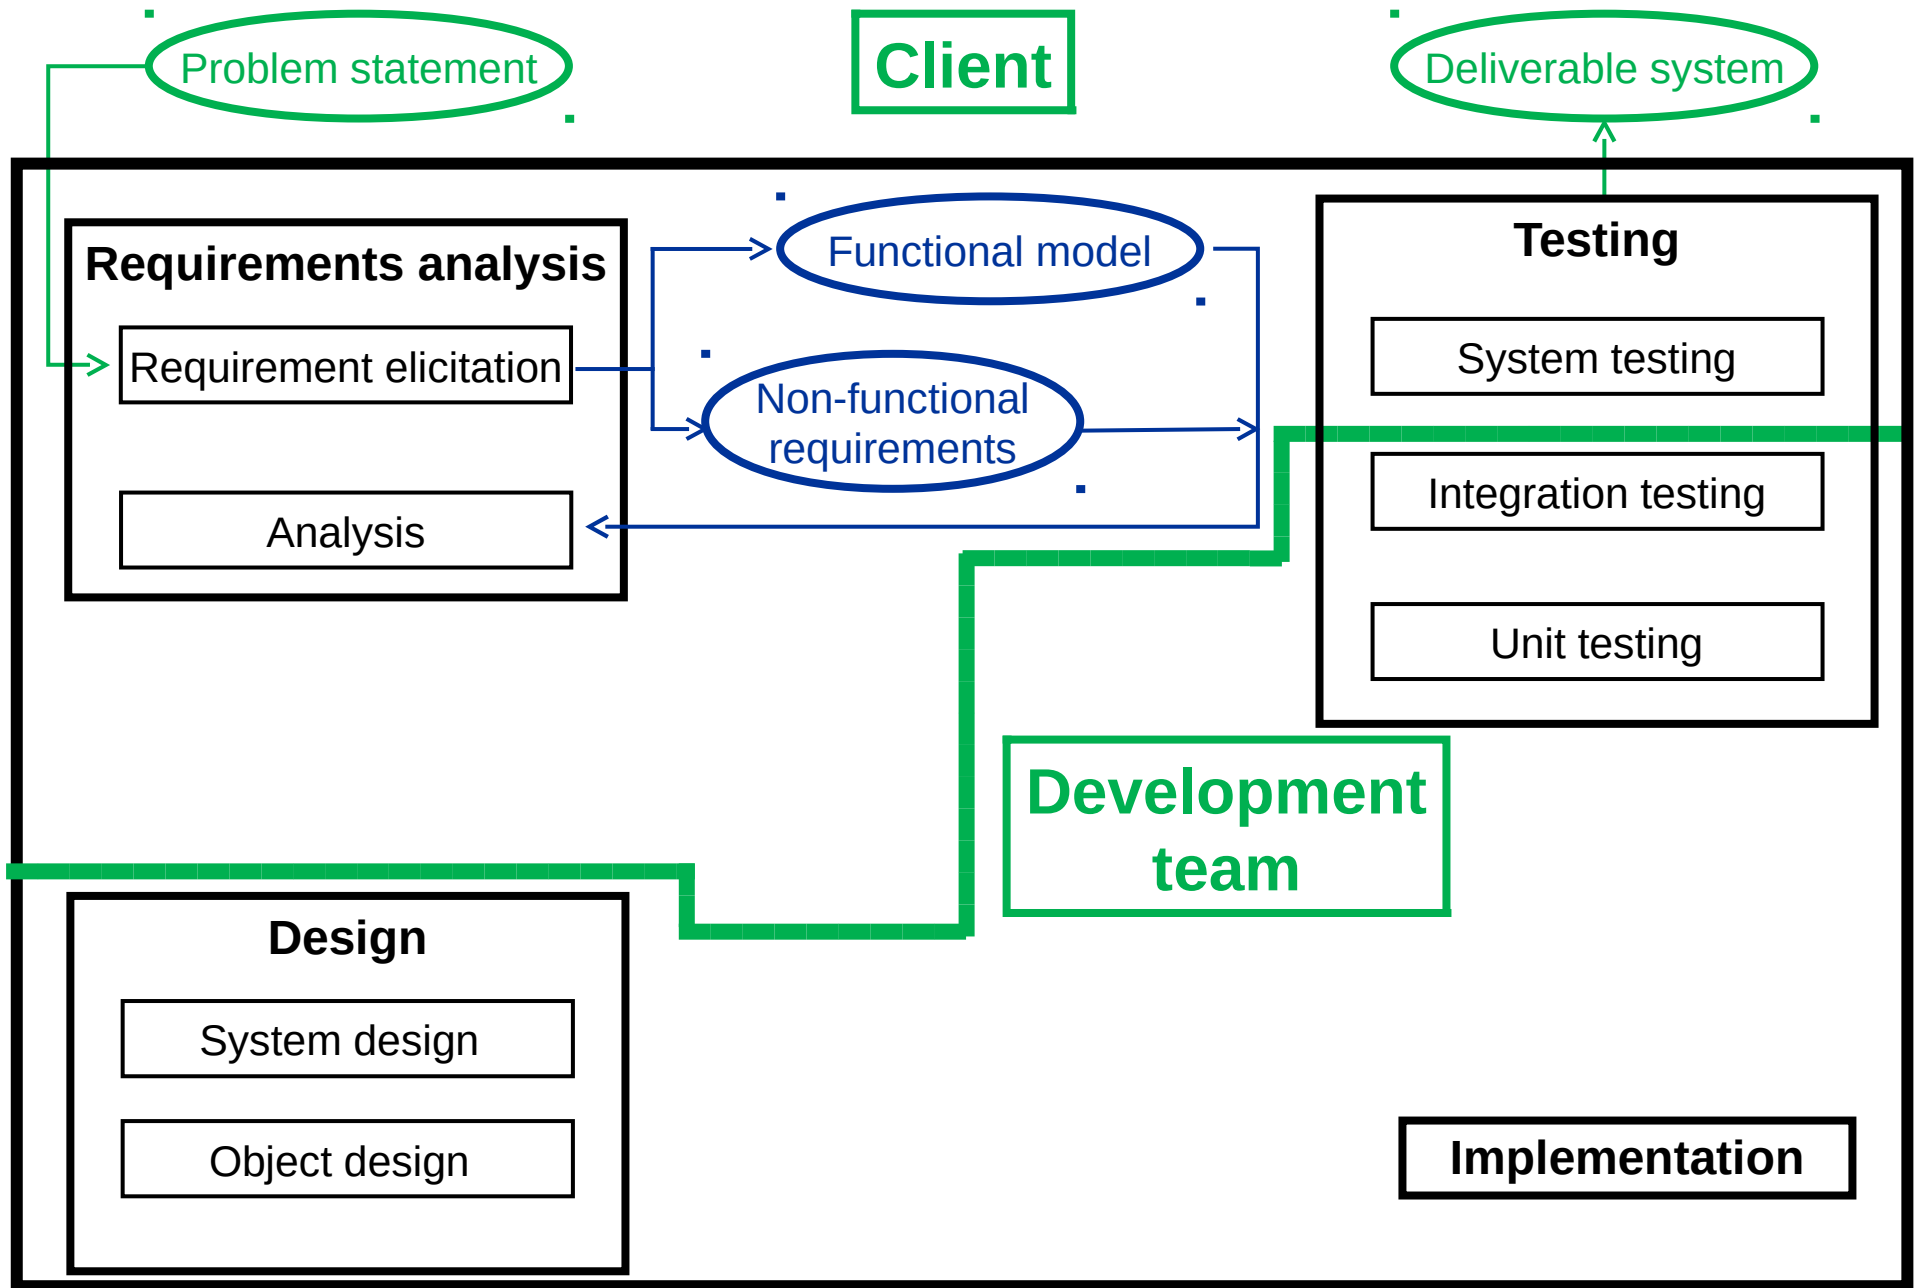 Problem statement
Client
Deliverable system
Requirements analysis
Requirement elicitation
Analysis
Functional model
Non-functional
requirements
Testing
System testing
Integration testing
Unit testing
Development
team
Design
System design
Object design
Implementation